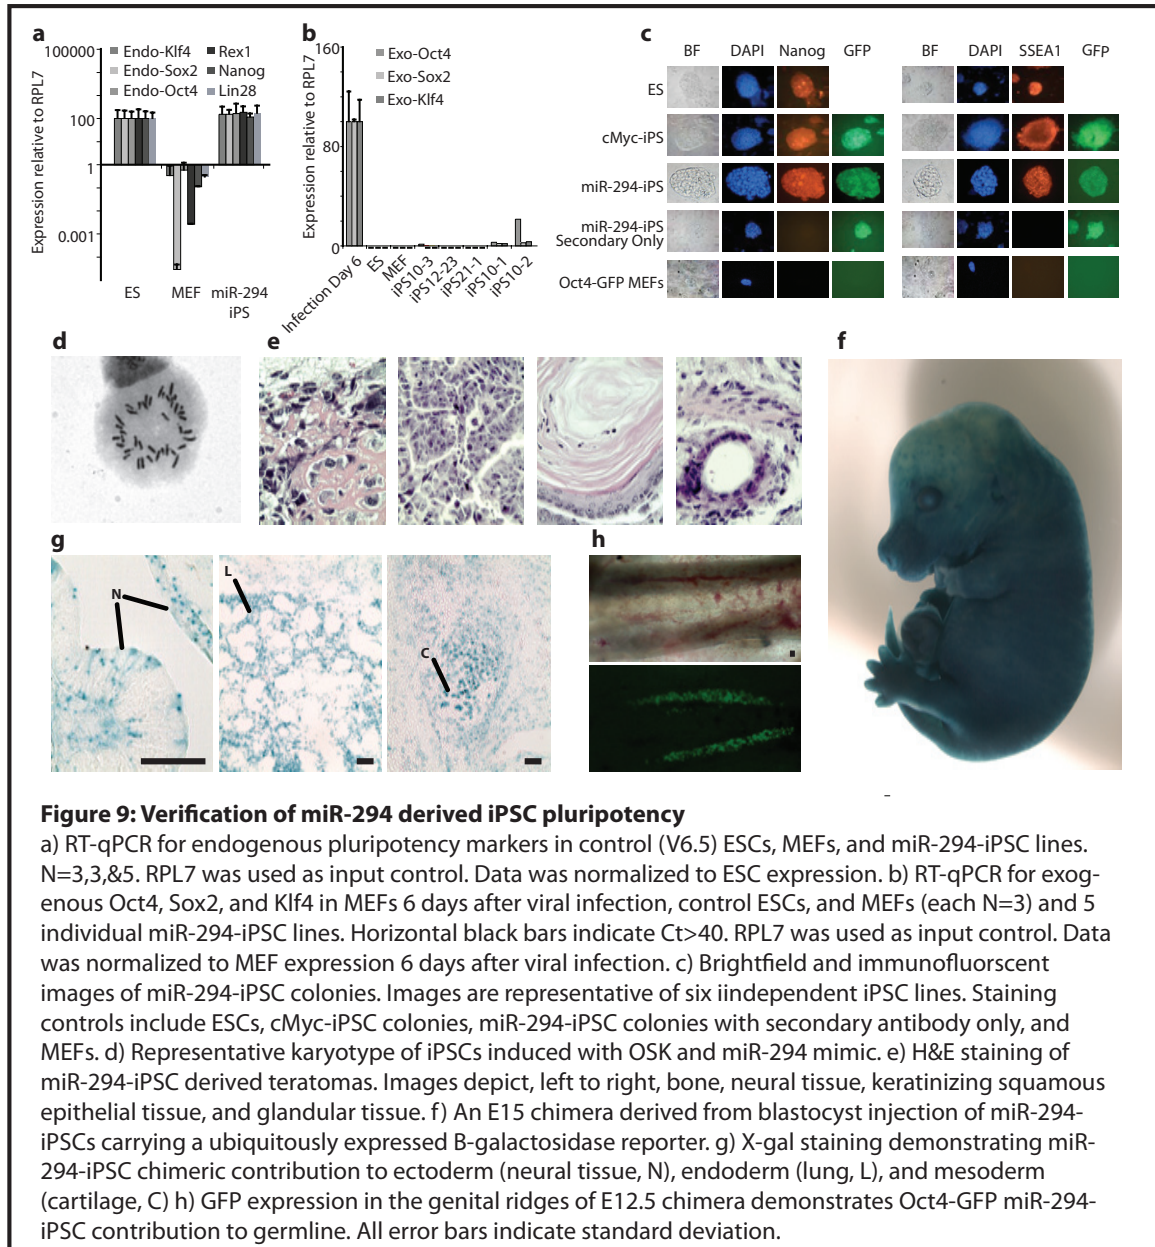 a
100000
100
1
0.001
Expression relative to RPL7
Endo-Klf4
Endo-Sox2
Endo-Oct4
Rex1
Nanog
Lin28
ES
MEF
miR-294
iPS
b
160
80
0
Expression relative to RPL7
Exo-Oct4
Exo-Sox2
Exo-Klf4
Infection Day 6
ES
MEF
iPS10-3
iPS12-23
iPS21-1
iPS10-1
iPS10-2
c
BF DAPI Nanog GFP
BF DAPI SSEA1 GFP
ES
cMyc-iPS
miR-294-iPS
miR-294-iPS
Secondary Only
Oct4-GFP MEFs
d
e
f
g
N
L
C
h
Figure 9: Verification of miR-294 derived iPSC pluripotency
a) RT-qPCR for endogenous pluripotency markers in control (V6.5) ESCs, MEFs, and miR-294-iPSC lines.
N=3,3,&5. RPL7 was used as input control. Data was normalized to ESC expression. b) RT-qPCR for exog-
enous Oct4, Sox2, and Klf4 in MEFs 6 days after viral infection, control ESCs, and MEFs (each N=3) and 5
individual miR-294-iPSC lines. Horizontal black bars indicate Ct>40. RPL7 was used as input control. Data
was normalized to MEF expression 6 days after viral infection. c) Brightfield and immunofluorscent
images of miR-294-iPSC colonies. Images are representative of six iindependent iPSC lines. Staining
controls include ESCs, cMyc-iPSC colonies, miR-294-iPSC colonies with secondary antibody only, and
MEFs. d) Representative karyotype of iPSCs induced with OSK and miR-294 mimic. e) H&E staining of
miR-294-iPSC derived teratomas. Images depict, left to right, bone, neural tissue, keratinizing squamous
epithelial tissue, and glandular tissue. f) An E15 chimera derived from blastocyst injection of miR-294-
iPSCs carrying a ubiquitously expressed B-galactosidase reporter. g) X-gal staining demonstrating miR-
294-iPSC chimeric contribution to ectoderm (neural tissue, N), endoderm (lung, L), and mesoderm
(cartilage, C) h) GFP expression in the genital ridges of E12.5 chimera demonstrates Oct4-GFP miR-294-
iPSC contribution to germline. All error bars indicate standard deviation.